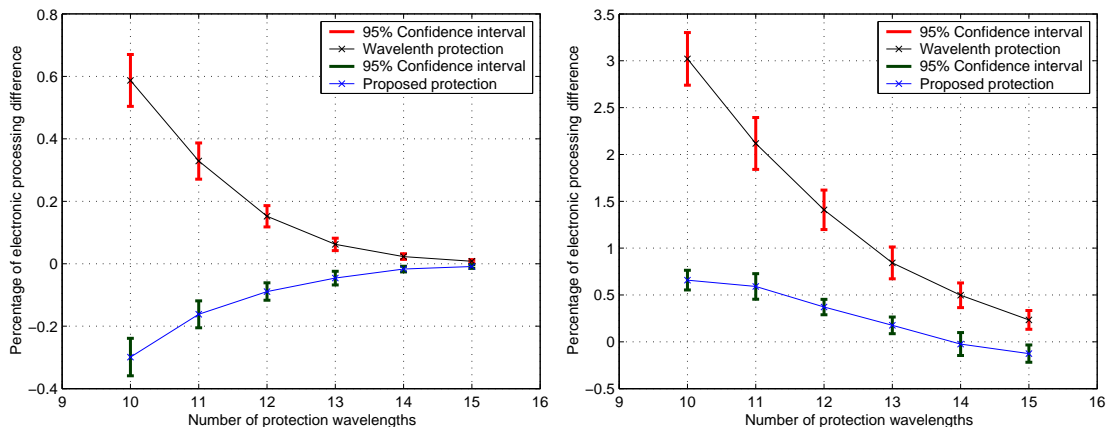 0.8
0.6
0.4
0.2
0
−0.2
−0.4
9
10
11
12
13
14
15
16
Number of protection wavelengths
Percentage of electronic processing difference
95% Confidence interval
Wavelenth protection
95% Confidence interval
Proposed protection
3.5
3
2.5
2
1.5
1
0.5
0
−0.5
9
10
11
12
13
14
15
16
Number of protection wavelengths
Percentage of electronic processing difference
95% Confidence interval
Wavelenth protection
95% Confidence interval
Proposed protection